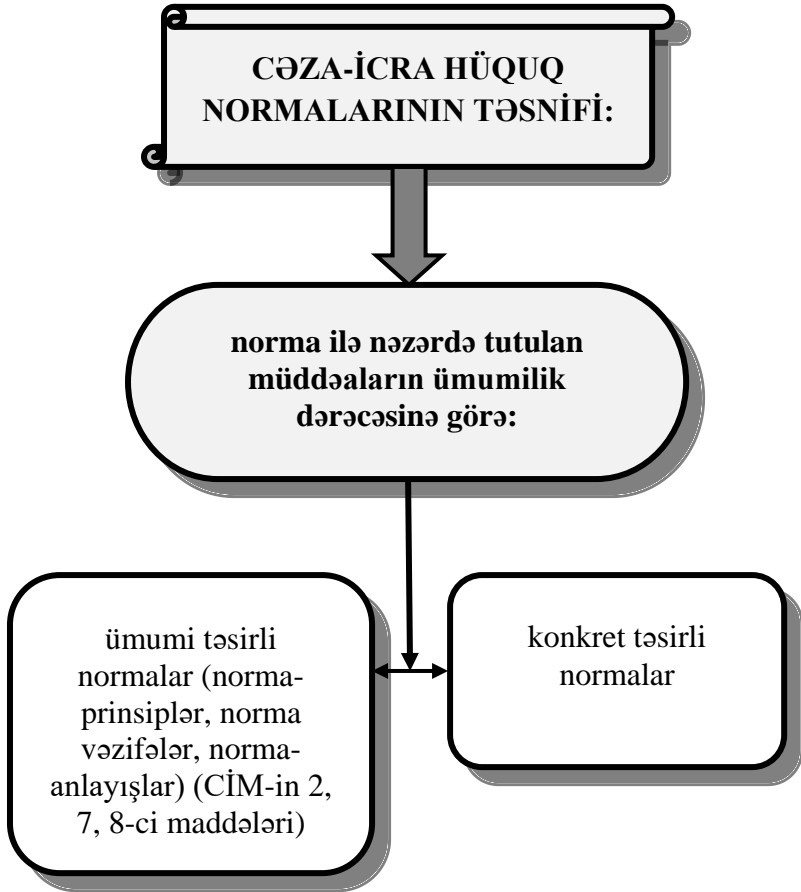 CƏZA-İCRA HÜQUQ
NORMALARININ TƏSNİFİ:
norma ilə nəzərdə tutulan
müddəaların ümumilik
dərəcəsinə görə:
ümumi təsirli
normalar (norma-
prinsiplər, norma
vəzifələr, norma-
anlayışlar) (CİM-in 2,
7, 8-ci maddələri)
konkret təsirli
normalar